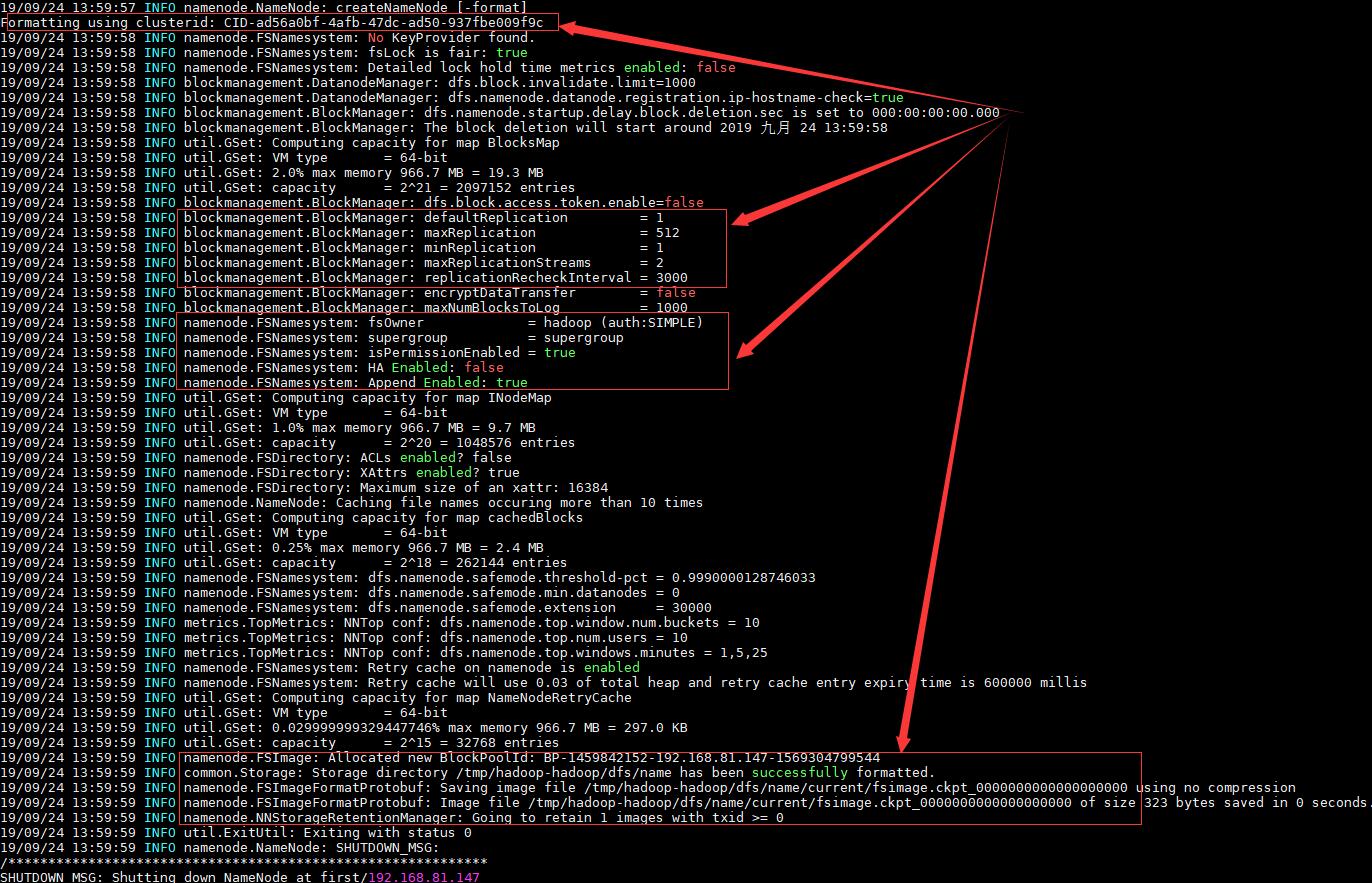 19/09/24 13:59:57 INFO namenode.NameNode: createNameNode [-format]
Formatting using clusterid: CID-ad56a0bf-4afb-47dc-ad50-937fbe009f9c
19/09/24 13:59:58 INFO namenode.FSNamesystem: No KeyProvider found.
19/09/24 13:59:58 INFO namenode.FSNamesystem: fsLock is fair: true
19/09/24 13:59:58 INFO namenode.FSNamesystem: Detailed lock hold time metrics enabled: false
19/09/24 13:59:58 INFO blockmanagement.DatanodeManager: dfs.block.invalidate.limit=1000
19/09/24 13:59:58 INFO blockmanagement.DatanodeManager: dfs.namenode.datanode.registration.ip-hostname-check=true
19/09/24 13:59:58 INFO blockmanagement.BlockManager: dfs.namenode.startup.delay.block.deletion.sec is set to 000:00:00:00.000
19/09/24 13:59:58 INFO blockmanagement.BlockManager: The block deletion will start around 2019 九月 24 13:59:58
19/09/24 13:59:58 INFO util.GSet: Computing capacity for map BlocksMap
19/09/24 13:59:58 INFO util.GSet: VM type       = 64-bit
19/09/24 13:59:58 INFO util.GSet: 2.0% max memory 966.7 MB = 19.3 MB
19/09/24 13:59:58 INFO util.GSet: capacity      = 2^21 = 2097152 entries
19/09/24 13:59:58 INFO blockmanagement.BlockManager: dfs.block.access.token.enable=false
19/09/24 13:59:58 INFO blockmanagement.BlockManager: defaultReplication         = 1
19/09/24 13:59:58 INFO blockmanagement.BlockManager: maxReplication             = 512
19/09/24 13:59:58 INFO blockmanagement.BlockManager: minReplication             = 1
19/09/24 13:59:58 INFO blockmanagement.BlockManager: maxReplicationStreams      = 2
19/09/24 13:59:58 INFO blockmanagement.BlockManager: replicationRecheckInterval = 3000
19/09/24 13:59:58 INFO blockmanagement.BlockManager: encryptDataTransfer        = false
19/09/24 13:59:58 INFO blockmanagement.BlockManager: maxNumBlocksToLog          = 1000
19/09/24 13:59:58 INFO namenode.FSNamesystem: fsOwner             = hadoop (auth:SIMPLE)
19/09/24 13:59:58 INFO namenode.FSNamesystem: supergroup          = supergroup
19/09/24 13:59:58 INFO namenode.FSNamesystem: isPermissionEnabled = true
19/09/24 13:59:58 INFO namenode.FSNamesystem: HA Enabled: false
19/09/24 13:59:59 INFO namenode.FSNamesystem: Append Enabled: true
19/09/24 13:59:59 INFO util.GSet: Computing capacity for map INodeMap
19/09/24 13:59:59 INFO util.GSet: VM type       = 64-bit
19/09/24 13:59:59 INFO util.GSet: 1.0% max memory 966.7 MB = 9.7 MB
19/09/24 13:59:59 INFO util.GSet: capacity      = 2^20 = 1048576 entries
19/09/24 13:59:59 INFO namenode.FSDirectory: ACLs enabled? false
19/09/24 13:59:59 INFO namenode.FSDirectory: XAttrs enabled? true
19/09/24 13:59:59 INFO namenode.FSDirectory: Maximum size of an xattr: 16384
19/09/24 13:59:59 INFO namenode.NameNode: Caching file names occuring more than 10 times
19/09/24 13:59:59 INFO util.GSet: Computing capacity for map cachedBlocks
19/09/24 13:59:59 INFO util.GSet: VM type       = 64-bit
19/09/24 13:59:59 INFO util.GSet: 0.25% max memory 966.7 MB = 2.4 MB
19/09/24 13:59:59 INFO util.GSet: capacity      = 2^18 = 262144 entries
19/09/24 13:59:59 INFO namenode.FSNamesystem: dfs.namenode.safemode.threshold-pct = 0.9990000128746033
19/09/24 13:59:59 INFO namenode.FSNamesystem: dfs.namenode.safemode.min.datanodes = 0
19/09/24 13:59:59 INFO namenode.FSNamesystem: dfs.namenode.safemode.extension     = 30000
19/09/24 13:59:59 INFO metrics.TopMetrics: NNTop conf: dfs.namenode.top.window.num.buckets = 10
19/09/24 13:59:59 INFO metrics.TopMetrics: NNTop conf: dfs.namenode.top.num.users = 10
19/09/24 13:59:59 INFO metrics.TopMetrics: NNTop conf: dfs.namenode.top.windows.minutes = 1,5,25
19/09/24 13:59:59 INFO namenode.FSNamesystem: Retry cache on namenode is enabled
19/09/24 13:59:59 INFO namenode.FSNamesystem: Retry cache will use 0.03 of total heap and retry cache entry expiry time is 600000 millis
19/09/24 13:59:59 INFO util.GSet: Computing capacity for map NameNodeRetryCache
19/09/24 13:59:59 INFO util.GSet: VM type       = 64-bit
19/09/24 13:59:59 INFO util.GSet: 0.029999999329447746% max memory 966.7 MB = 297.0 KB
19/09/24 13:59:59 INFO util.GSet: capacity      = 2^15 = 32768 entries
19/09/24 13:59:59 INFO namenode.FSImage: Allocated new BlockPoolId: BP-1459842152-192.168.81.147-1569304799544
19/09/24 13:59:59 INFO common.Storage: Storage directory /tmp/hadoop-hadoop/dfs/name has been successfully formatted.
19/09/24 13:59:59 INFO namenode.FSImageFormatProtobuf: Saving image file /tmp/hadoop-hadoop/dfs/name/current/fsimage.ckpt_0000000000000000000 using no compression
19/09/24 13:59:59 INFO namenode.FSImageFormatProtobuf: Image file /tmp/hadoop-hadoop/dfs/name/current/fsimage.ckpt_0000000000000000000 of size 323 bytes saved in 0 seconds.
19/09/24 13:59:59 INFO namenode.NNStorageRetentionManager: Going to retain 1 images with txid >= 0
19/09/24 13:59:59 INFO util.ExitUtil: Exiting with status 0
19/09/24 13:59:59 INFO namenode.NameNode: SHUTDOWN_MSG:
/************************************************************
SHUTDOWN_MSG: Shutting down NameNode at first/192.168.81.147